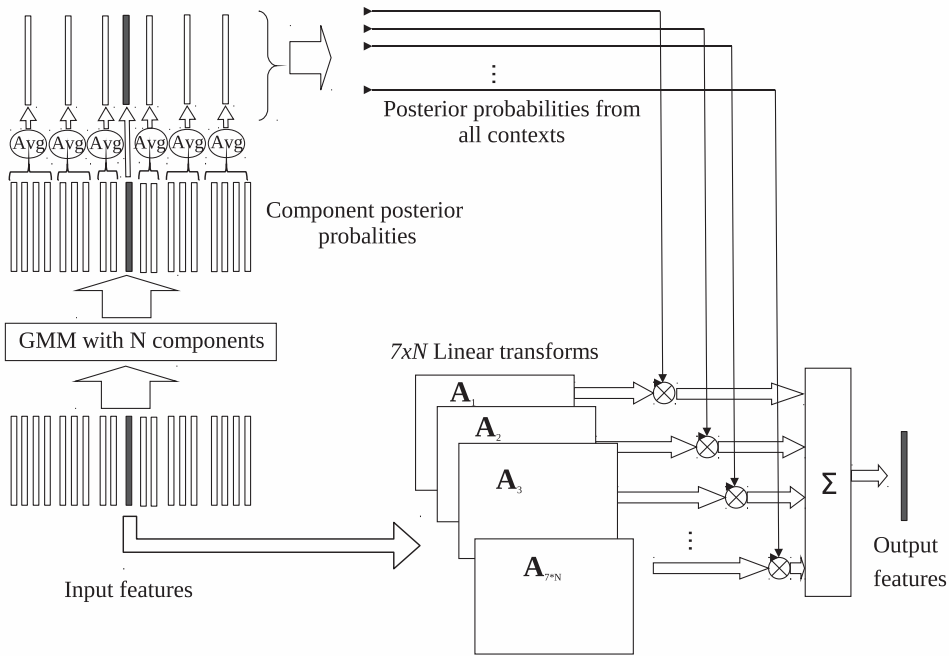 Avg Avg Avg Avg Avg Avg
⋮
Posterior probabilities from
all contexts
Component posterior
probalities
GMM with N components
7xN Linear transforms
A1
A2
A3
A7*N
⋮
Σ
Output
features
Input features